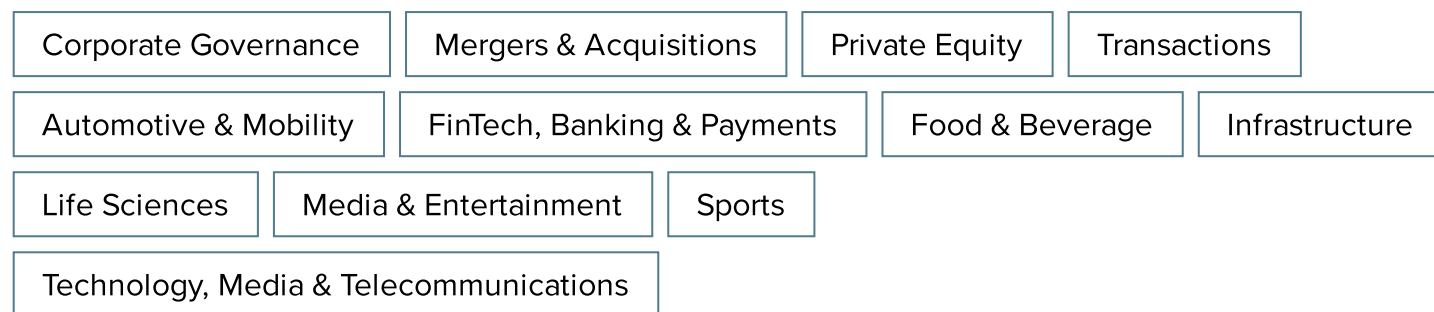 Corporate Governance Mergers & Acquisitions Private Equity Transactions
Automotive & Mobility FinTech, Banking & Payments Food & Beverage Infrastructure
Life Sciences Media & Entertainment Sports
Technology, Media & Telecommunications